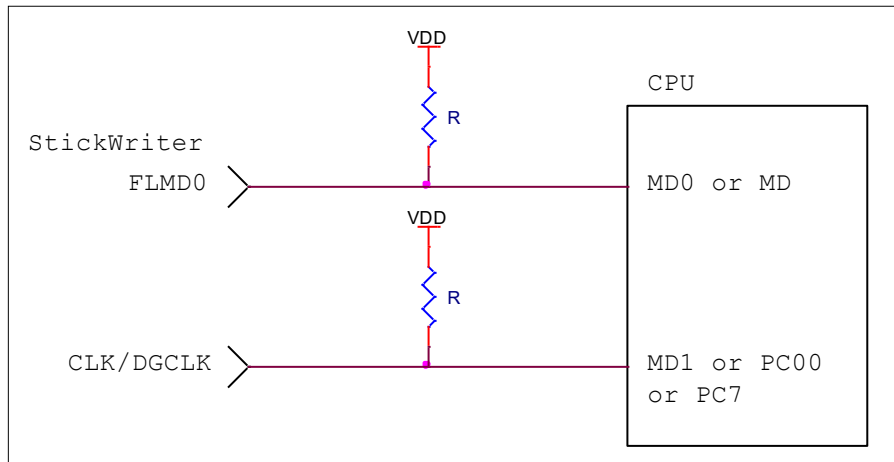 VDD
CPU
R
StickWriter
FLMD0
MD0 or MD
VDD
R
CLK/DGCLK
MD1 or PC00
or PC7